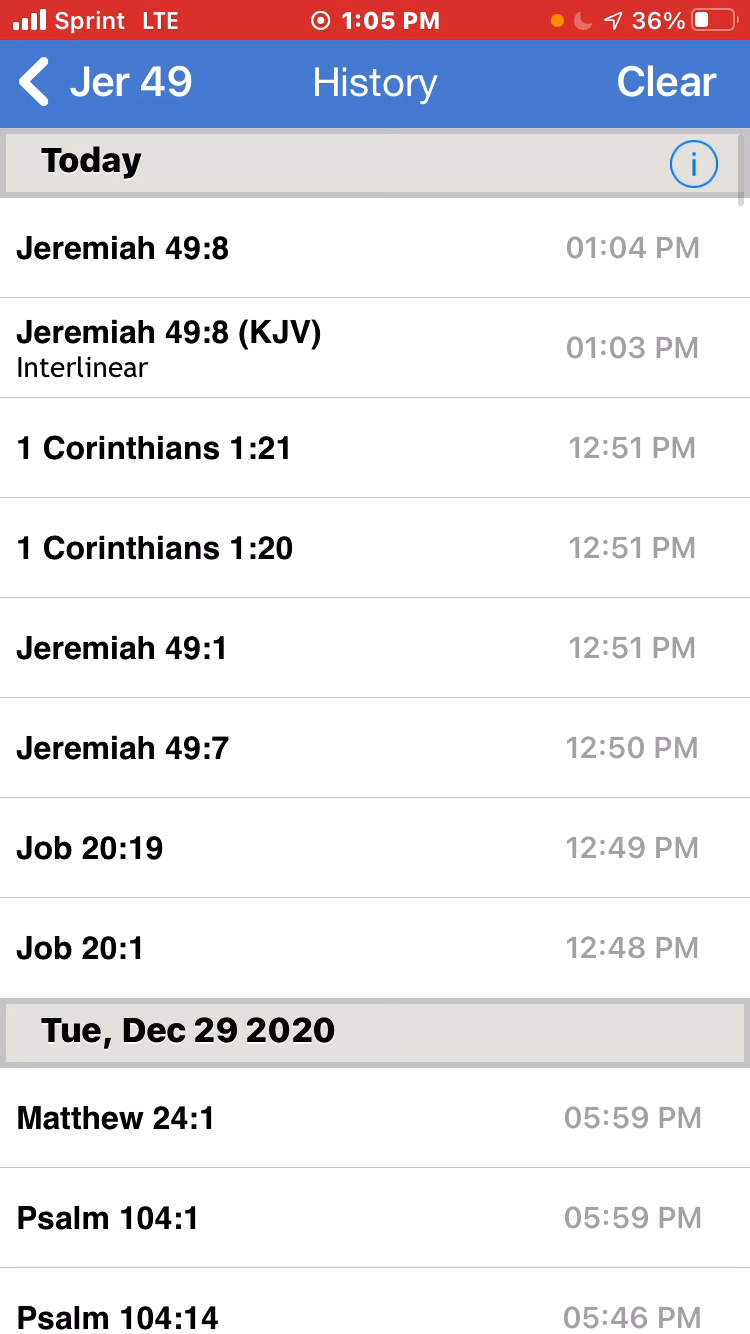 Sprint LTE 1:05 PM 36%
Jer 49 History Clear
Today i
Jeremiah 49:8 01:04 PM
Jeremiah 49:8 (KJV)
Interlinear 01:03 PM
1 Corinthians 1:21 12:51 PM
1 Corinthians 1:20 12:51 PM
Jeremiah 49:1 12:51 PM
Jeremiah 49:7 12:50 PM
Job 20:19 12:49 PM
Job 20:1 12:48 PM
Tue, Dec 29 2020
Matthew 24:1 05:59 PM
Psalm 104:1 05:59 PM
Psalm 104:14 05:46 PM